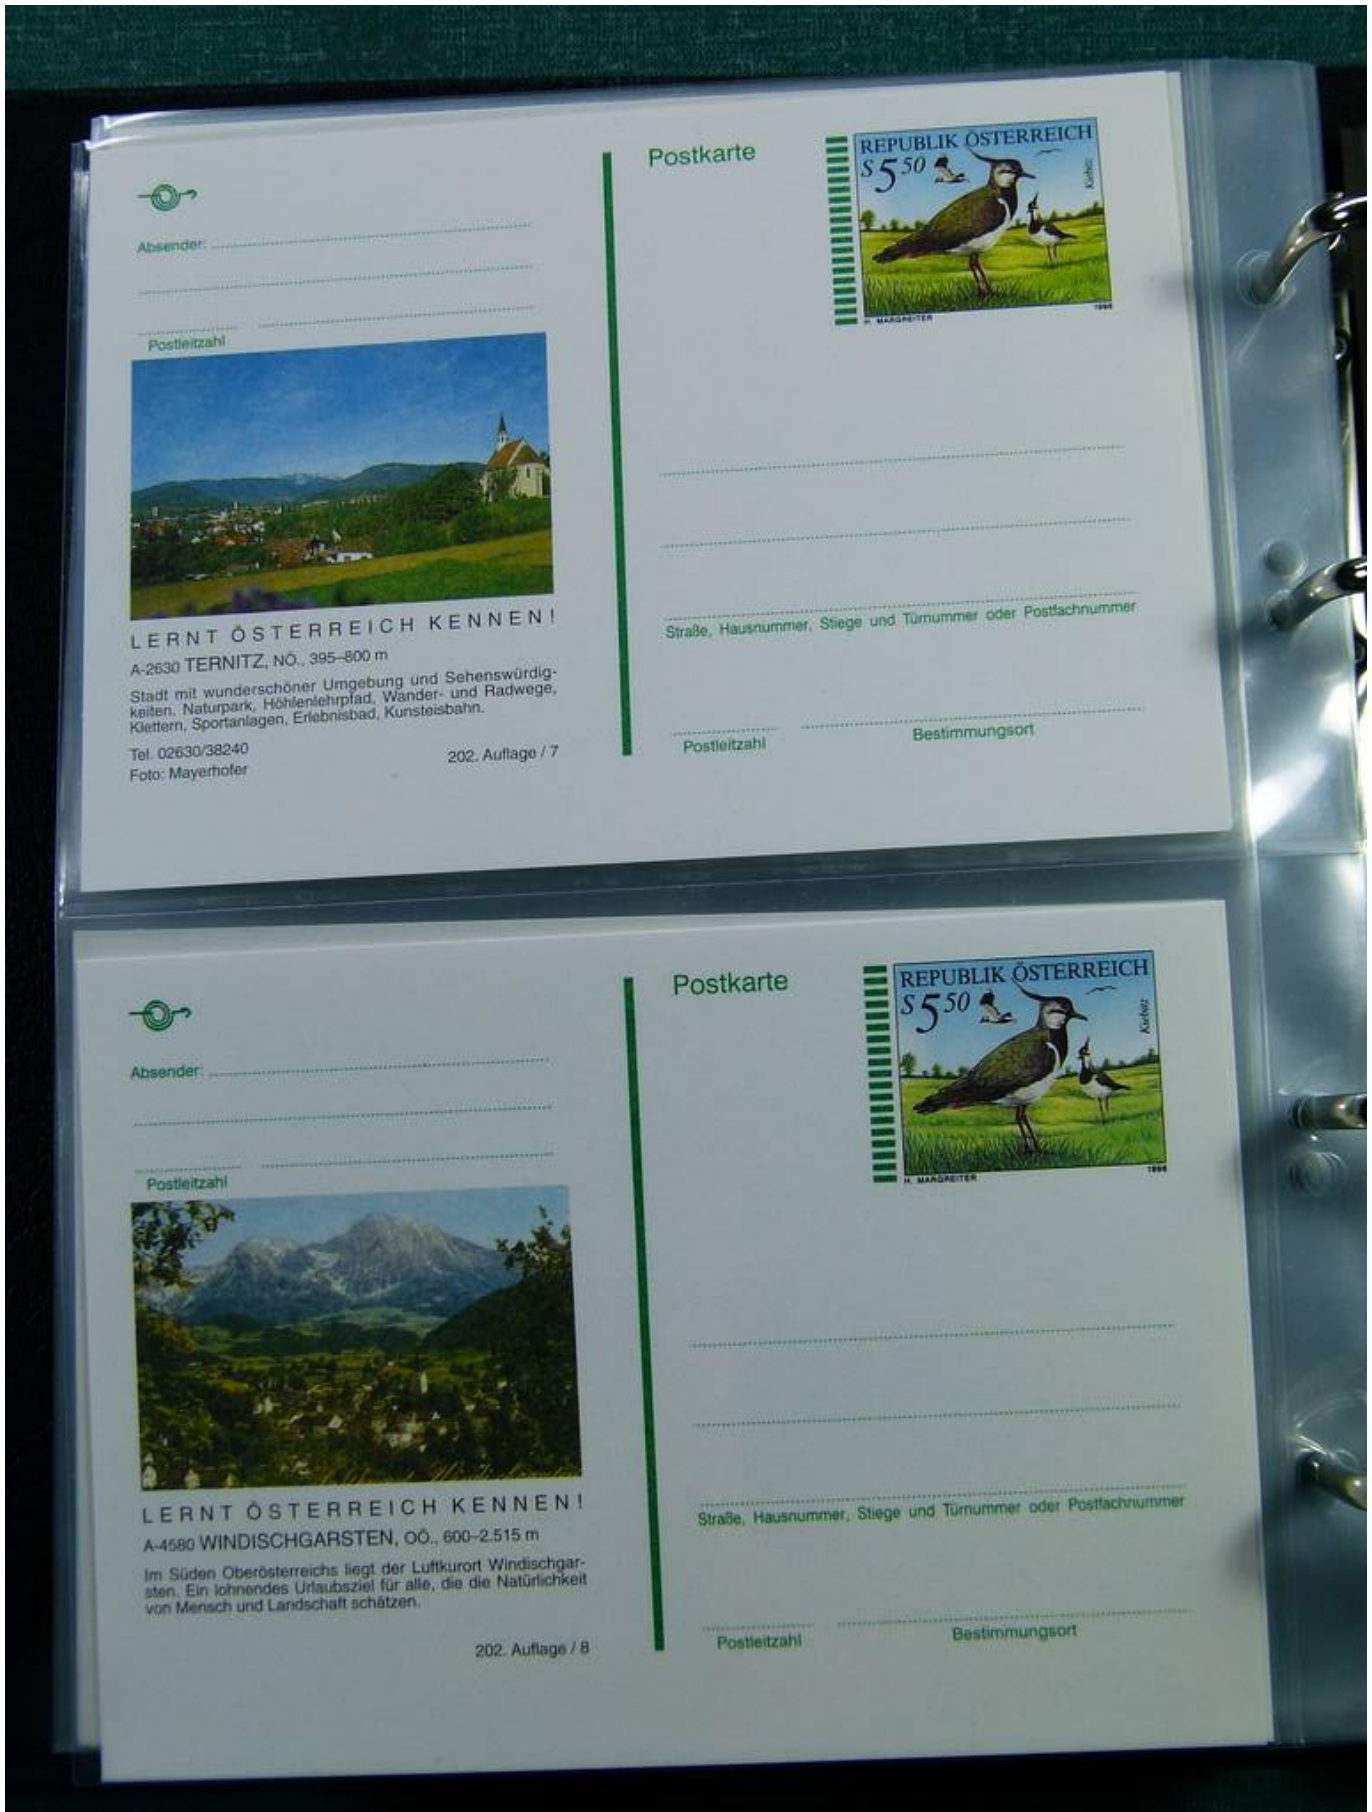 Postkarte
REPUBLIK ÖSTERREICH
S 5 50
Kiebitz
H. MARGREITER
1996
Absender:
Postleitzahl
LERNT ÖSTERREICH KENNEN!
A-2630 TERNITZ, NÖ., 395–800 m
Stadt mit wunderschöner Umgebung und Sehenswürdig-
keiten. Naturpark, Höhlenlehrpfad, Wander- und Radwege,
Klettern, Sportanlagen, Erlebnisbad, Kunsteisbahn.
Tel. 02630/38240
Foto: Mayerhofer
202. Auflage / 7
Straße, Hausnummer, Stiege und Türnummer oder Postfachnummer
Postleitzahl
Bestimmungsort
Postkarte
REPUBLIK ÖSTERREICH
S 5 50
Kiebitz
H. MARGREITER
1996
Absender:
Postleitzahl
LERNT ÖSTERREICH KENNEN!
A-4580 WINDISCHGARSTEN, OÖ., 600–2.515 m
Im Süden Oberösterreichs liegt der Luftkurort Windischgar-
sten. Ein lohnendes Urlaubsziel für alle, die die Natürlichkeit
von Mensch und Landschaft schätzen.
202. Auflage / 8
Straße, Hausnummer, Stiege und Türnummer oder Postfachnummer
Postleitzahl
Bestimmungsort